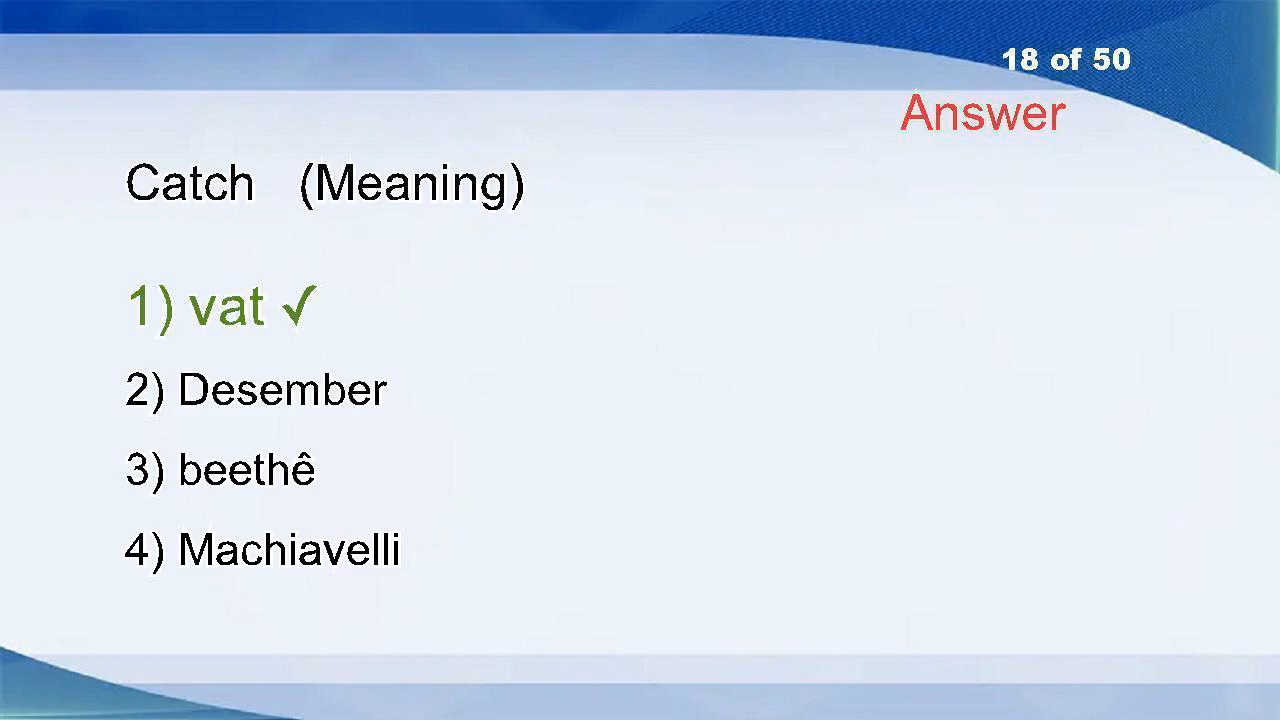 18 of 50
Answer
Catch (Meaning)
1) vat ✓
2) Desember
3) beethê
4) Machiavelli